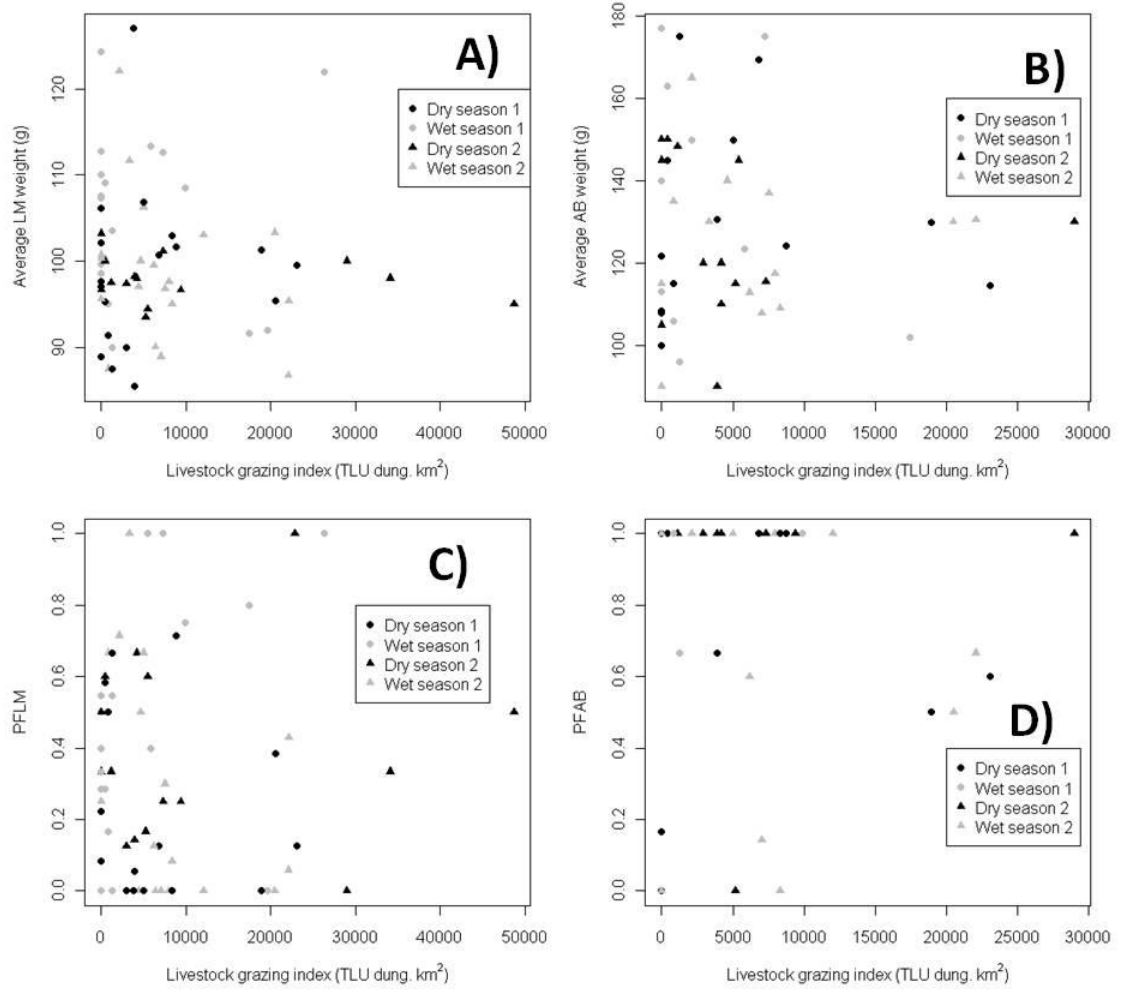 A)
Average LM weight (g)
120
110
100
90
Dry season 1
Wet season 1
Dry season 2
Wet season 2
0 10000 20000 30000 40000 50000
Livestock grazing index (TLU dung. km²)
B)
Average AB weight (g)
180
160
140
120
100
Dry season 1
Wet season 1
Dry season 2
Wet season 2
0 5000 10000 15000 20000 25000 30000
Livestock grazing index (TLU dung. km²)
C)
PFLM
1.0
0.8
0.6
0.4
0.2
0.0
Dry season 1
Wet season 1
Dry season 2
Wet season 2
0 10000 20000 30000 40000 50000
Livestock grazing index (TLU dung. km²)
D)
PFAB
1.0
0.8
0.6
0.4
0.2
0.0
Dry season 1
Wet season 1
Dry season 2
Wet season 2
0 5000 10000 15000 20000 25000 30000
Livestock grazing index (TLU dung. km²)